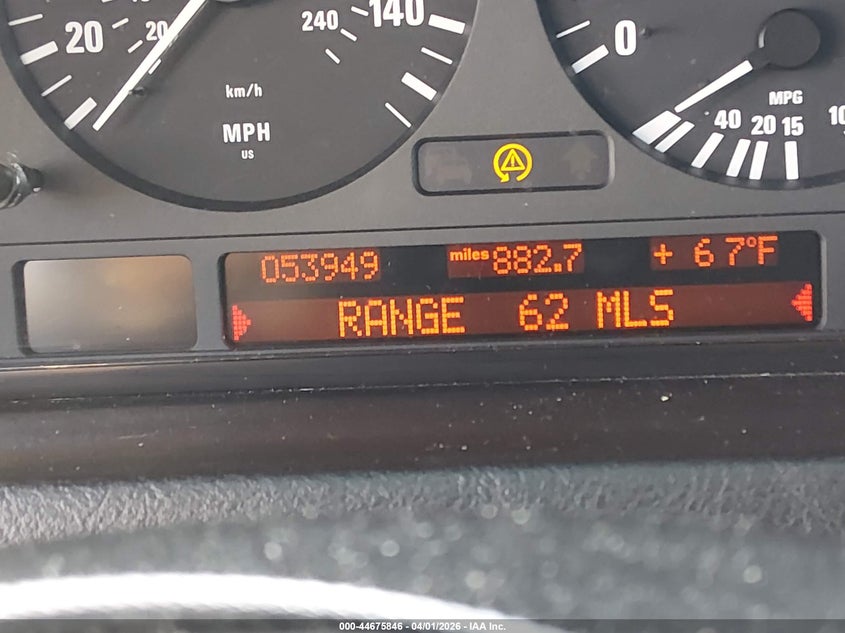 20 20 240 140
km/h
MPH
US
0
MPG
40 20 15 10
053949 miles 882.7 + 67°F
RANGE 62 MLS
000-44675846 - 04/01/2026 - IAA Inc.